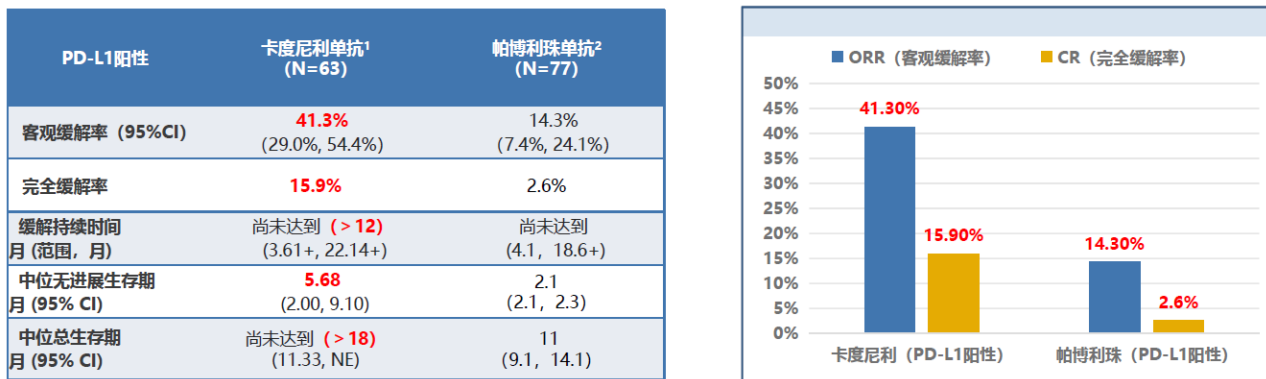 PD-L1阳性
卡度尼利单抗¹
(N=63)
帕博利珠单抗²
(N=77)
客观缓解率（95%CI）
41.3%
(29.0%, 54.4%)
14.3%
(7.4%, 24.1%)
完全缓解率
15.9%
2.6%
缓解持续时间
月 (范围，月)
尚未达到（＞12）
(3.61+, 22.14+)
尚未达到
(4.1，18.6+)
中位无进展生存期
月 (95% CI)
5.68
(2.00, 9.10)
2.1
(2.1，2.3)
中位总生存期
月 (95% CI)
尚未达到（＞18）
(11.33, NE)
11
(9.1，14.1)
ORR（客观缓解率） CR（完全缓解率）
50%
45%
40%
35%
30%
25%
20%
15%
10%
5%
0%
41.30%
15.90%
14.30%
2.6%
卡度尼利（PD-L1阳性） 帕博利珠（PD-L1阳性）